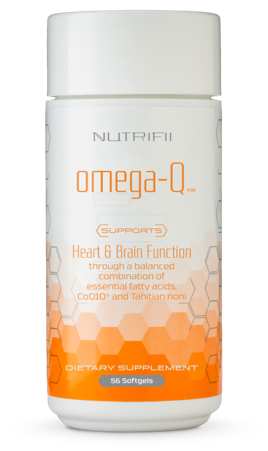 NUTRIFII
omega-Q™
SUPPORTS
Heart & Brain Function
through a balanced
combination of
essential fatty acids,
CoQ10⁺ and Tahitian noni
DIETARY SUPPLEMENT
56 Softgels